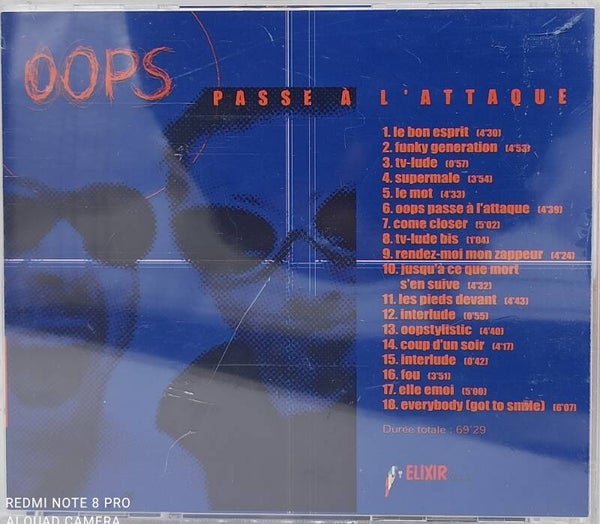 OOPS
PASSE À L'ATTAQUE
1. le bon esprit (4'30)
2. funky generation (4'53)
3. tv-lude (0'57)
4. supermale (3'54)
5. le mot (4'33)
6. oops passe à l'attaque (4'39)
7. come closer (5'02)
8. tv-lude bis (1'04)
9. rendez-moi mon zappeur (4'24)
10. jusqu'à ce que mort
s'en suive (4'32)
11. les pieds devant (4'43)
12. interlude (0'55)
13. oopstylistic (4'40)
14. coup d'un soir (4'17)
15. interlude (0'42)
16. fou (3'51)
17. elle emoi (5'00)
18. everybody (got to smile) (6'07)
Durée totale : 69'29
ELIXIR
REDMI NOTE 8 PRO
AI QUAD CAMERA